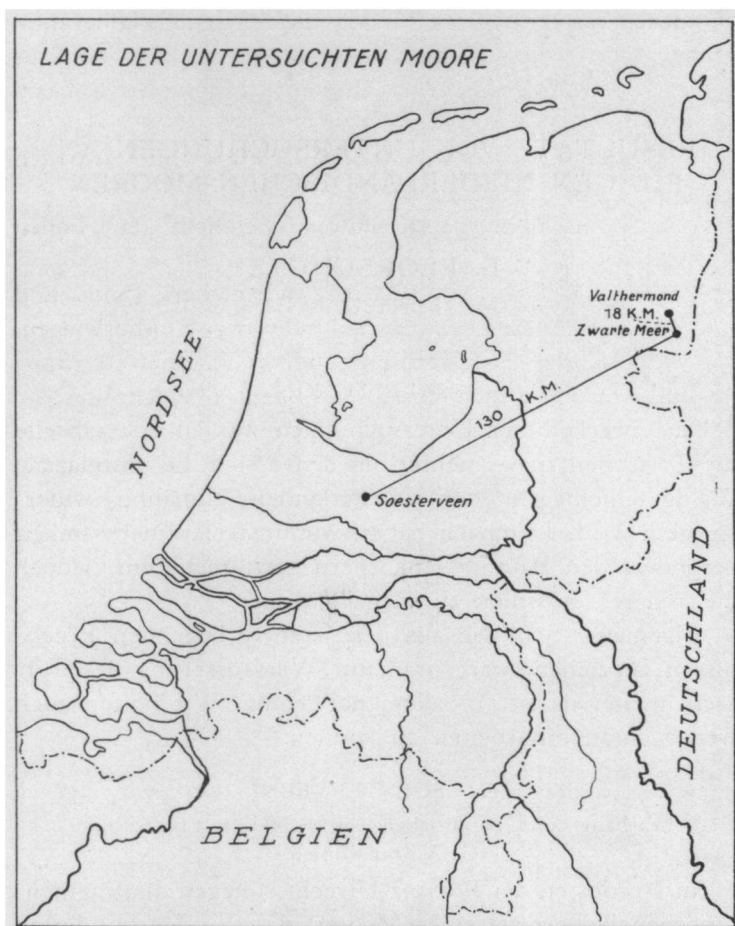 LAGE DER UNTERSUCHTEN MOORE
NORDSEE
Valthermond
18 K.M.
Zwarte Meer
130 K.M.
Soesterveen
DEUTSCHLAND
BELGIEN